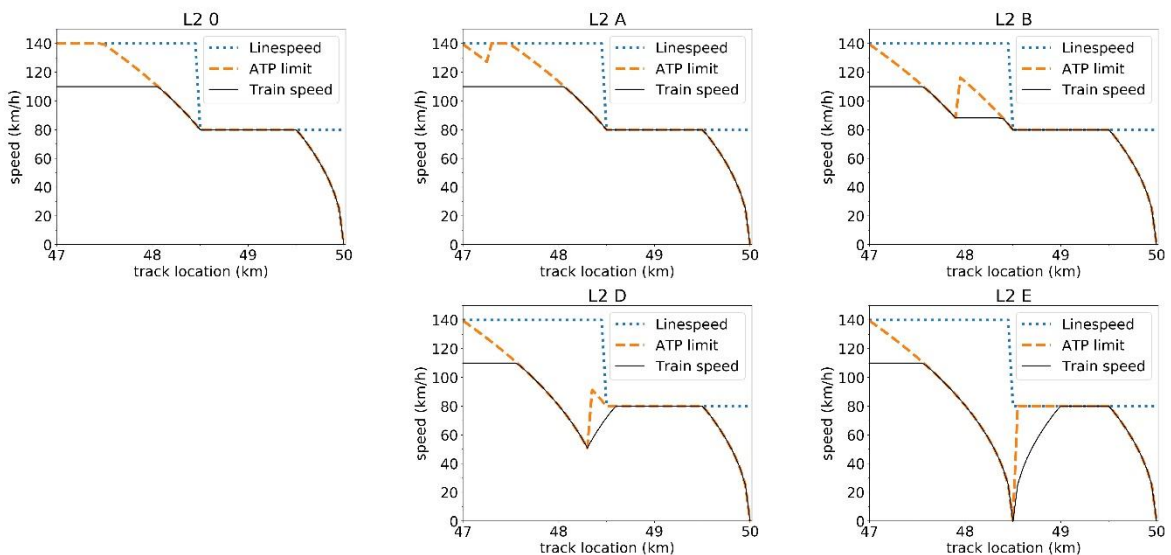 L2 0
140
120
100
80
60
40
20
0
speed (km/h)
Linespeed
ATP limit
Train speed
47 48 49 50
track location (km)
L2 A
140
120
100
80
60
40
20
0
speed (km/h)
Linespeed
ATP limit
Train speed
47 48 49 50
track location (km)
L2 B
140
120
100
80
60
40
20
0
speed (km/h)
Linespeed
ATP limit
Train speed
47 48 49 50
track location (km)
L2 D
140
120
100
80
60
40
20
0
speed (km/h)
Linespeed
ATP limit
Train speed
47 48 49 50
track location (km)
L2 E
140
120
100
80
60
40
20
0
speed (km/h)
Linespeed
ATP limit
Train speed
47 48 49 50
track location (km)